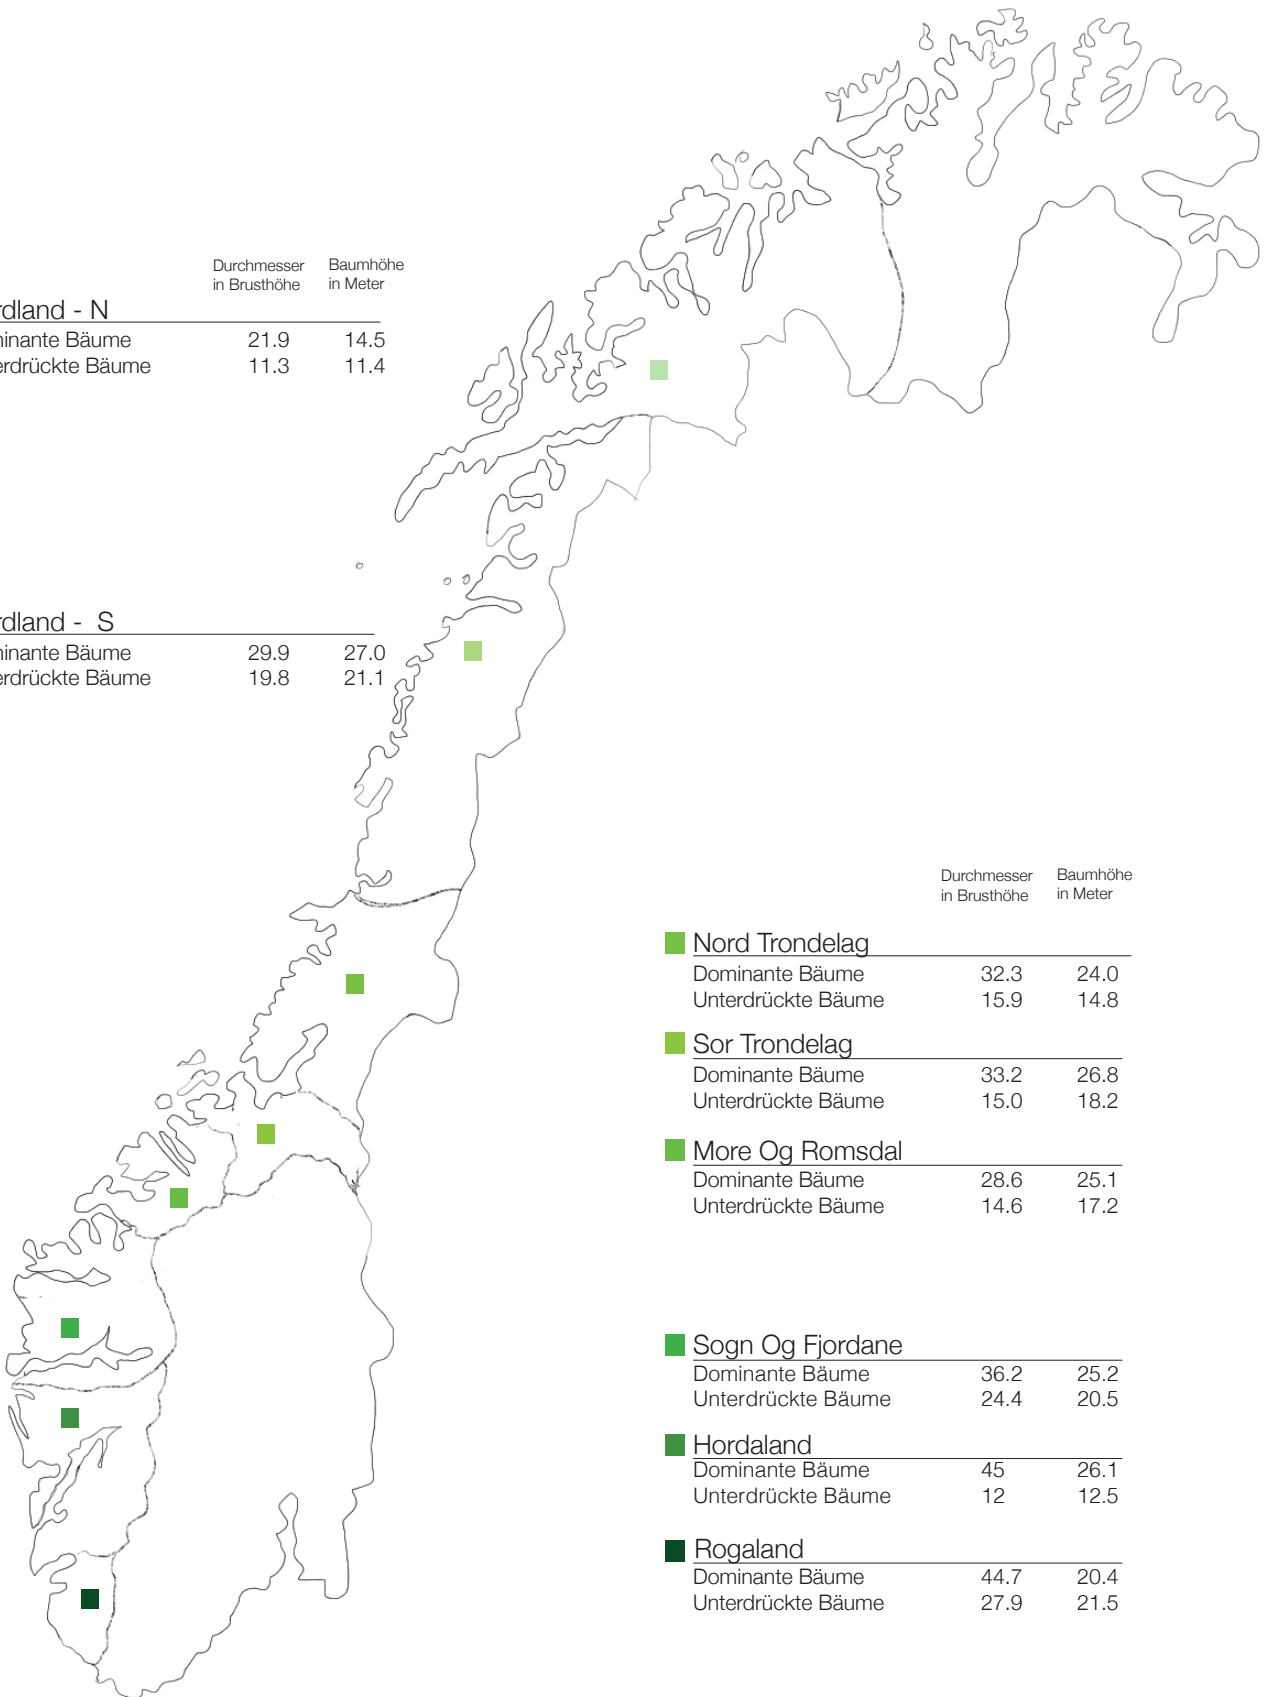 Durchmesser Baumhöhe
in Brusthöhe in Meter
rdland - N
ninante Bäume 21.9 14.5
erdrückte Bäume 11.3 11.4
rdland - S
ninante Bäume 29.9 27.0
erdrückte Bäume 19.8 21.1
Durchmesser Baumhöhe
in Brusthöhe in Meter
Nord Trondelag
Dominante Bäume 32.3 24.0
Unterdrückte Bäume 15.9 14.8
Sor Trondelag
Dominante Bäume 33.2 26.8
Unterdrückte Bäume 15.0 18.2
More Og Romsdal
Dominante Bäume 28.6 25.1
Unterdrückte Bäume 14.6 17.2
Sogn Og Fjordane
Dominante Bäume 36.2 25.2
Unterdrückte Bäume 24.4 20.5
Hordaland
Dominante Bäume 45 26.1
Unterdrückte Bäume 12 12.5
Rogaland
Dominante Bäume 44.7 20.4
Unterdrückte Bäume 27.9 21.5